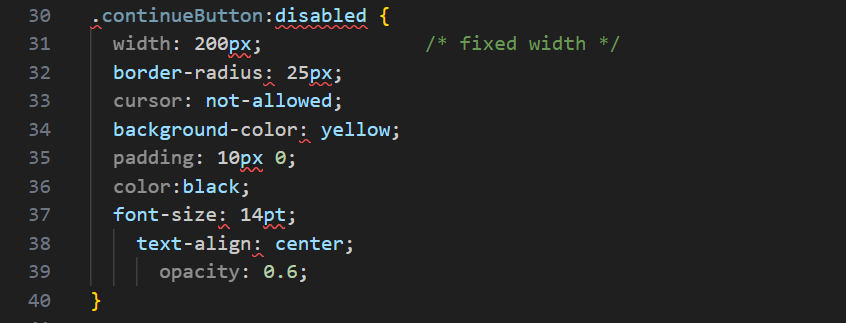 30 .continueButton:disabled {
31 width: 200px; /* fixed width */
32 border-radius: 25px;
33 cursor: not-allowed;
34 background-color: yellow;
35 padding: 10px 0;
36 color:black;
37 font-size: 14pt;
38 text-align: center;
39 opacity: 0.6;
40 }